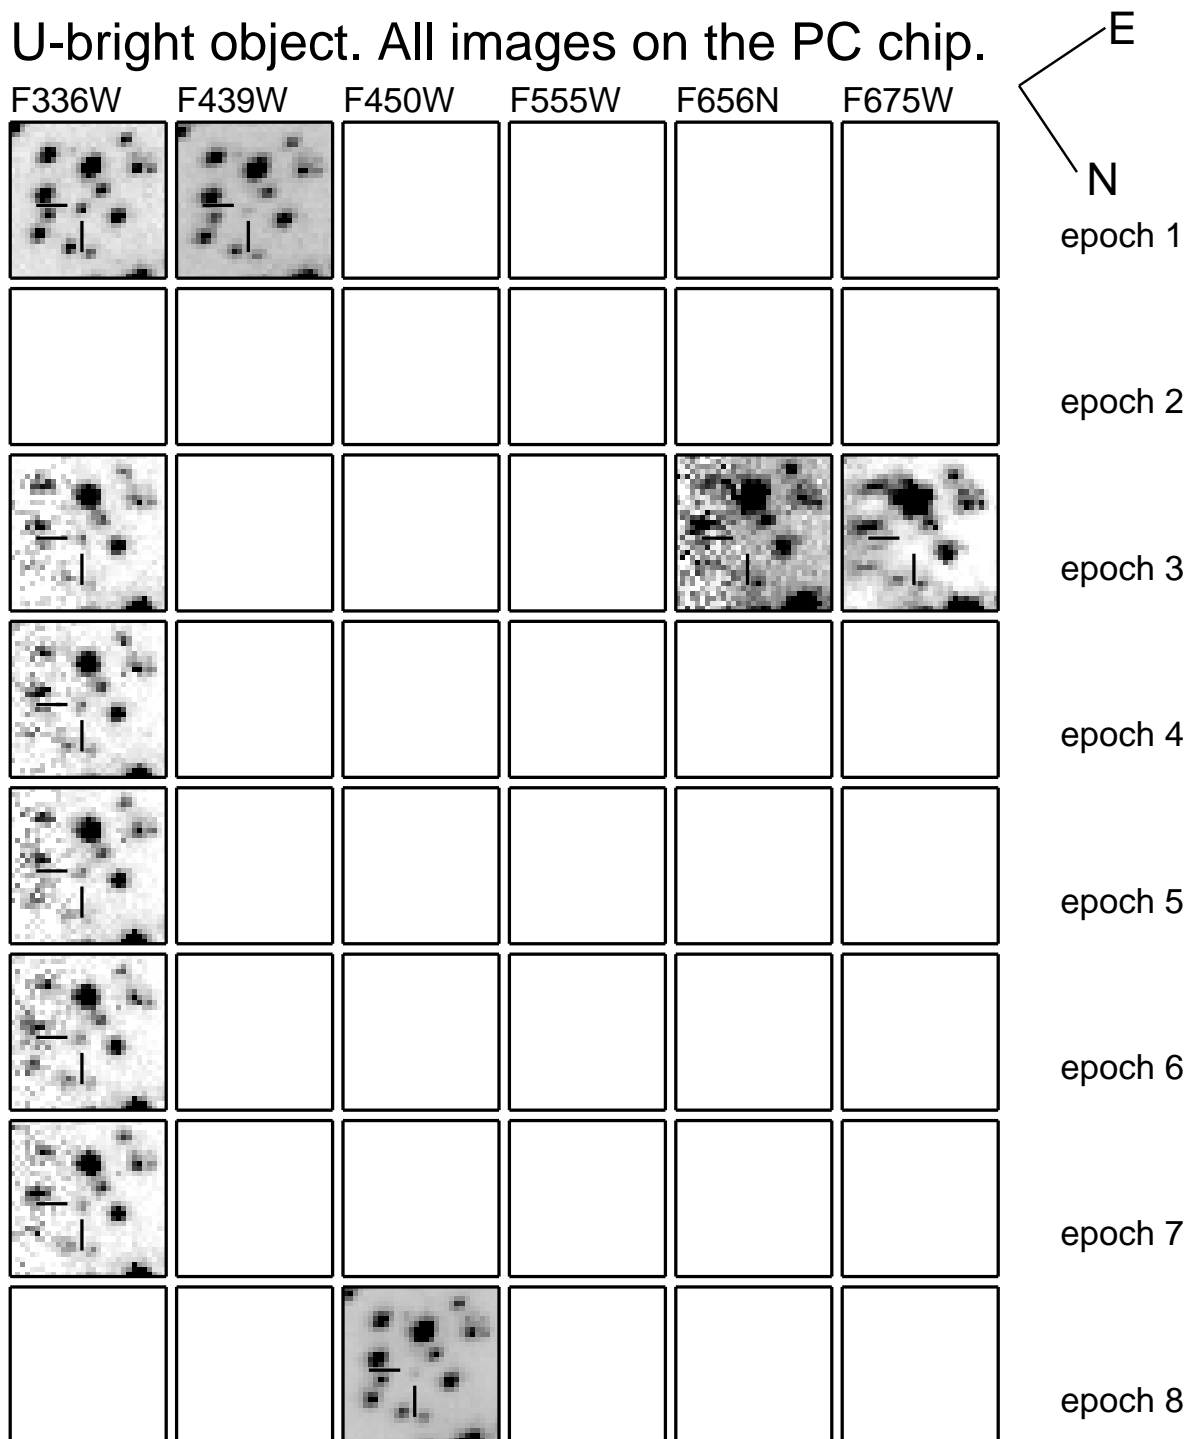 U-bright object. All images on the PC chip.
E
F336W F439W F450W F555W F656N F675W
N
epoch 1
epoch 2
epoch 3
epoch 4
epoch 5
epoch 6
epoch 7
epoch 8